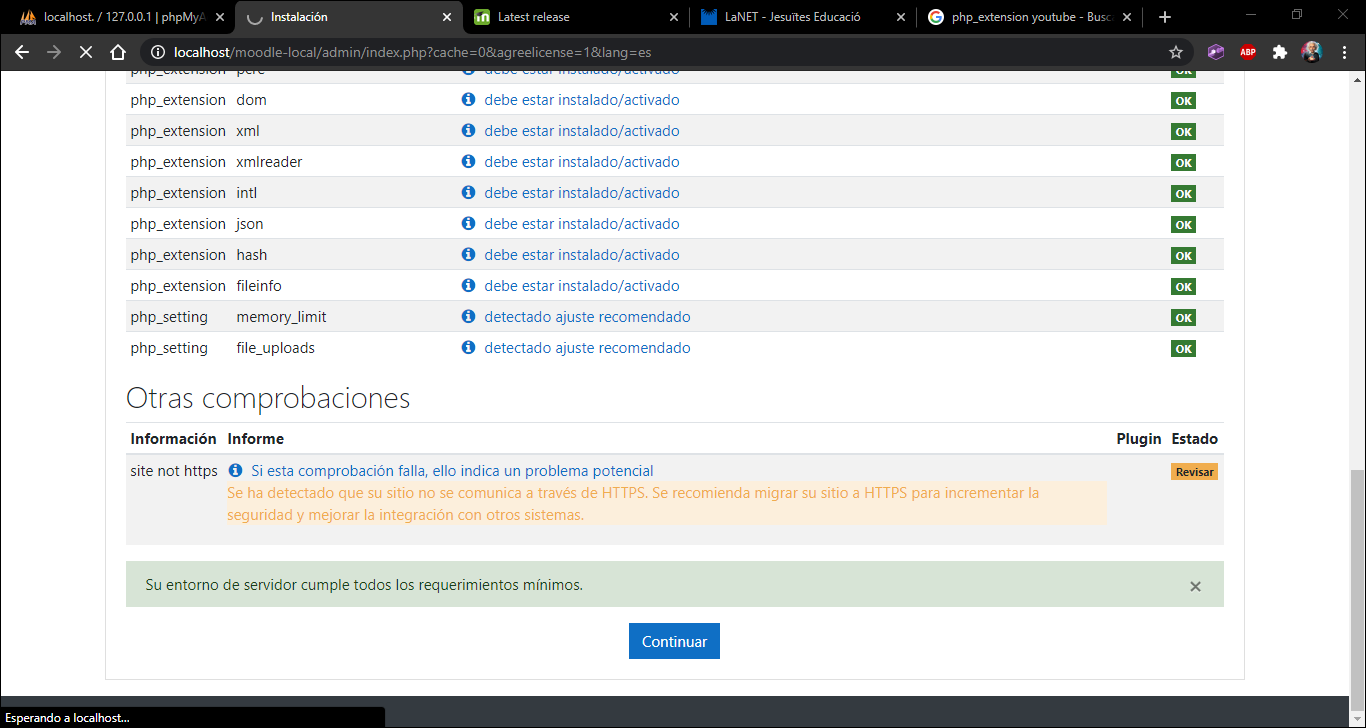 localhost. / 127.0.0.1 | phpMyA
Instalación
Latest release
LaNET - Jesuïtes Educació
php_extension youtube - Busc
localhost/moodle-local/admin/index.php?cache=0&agreelicense=1&lang=es
ABP
php_extension pcre debe estar instalado/activado OK
php_extension dom debe estar instalado/activado OK
php_extension xml debe estar instalado/activado OK
php_extension xmlreader debe estar instalado/activado OK
php_extension intl debe estar instalado/activado OK
php_extension json debe estar instalado/activado OK
php_extension hash debe estar instalado/activado OK
php_extension fileinfo debe estar instalado/activado OK
php_setting memory_limit detectado ajuste recomendado OK
php_setting file_uploads detectado ajuste recomendado OK
Otras comprobaciones
Información Informe Plugin Estado
site not https Si esta comprobación falla, ello indica un problema potencial Revisar
Se ha detectado que su sitio no se comunica a través de HTTPS. Se recomienda migrar su sitio a HTTPS para incrementar la
seguridad y mejorar la integración con otros sistemas.
Su entorno de servidor cumple todos los requerimientos mínimos.
Continuar
Esperando a localhost...